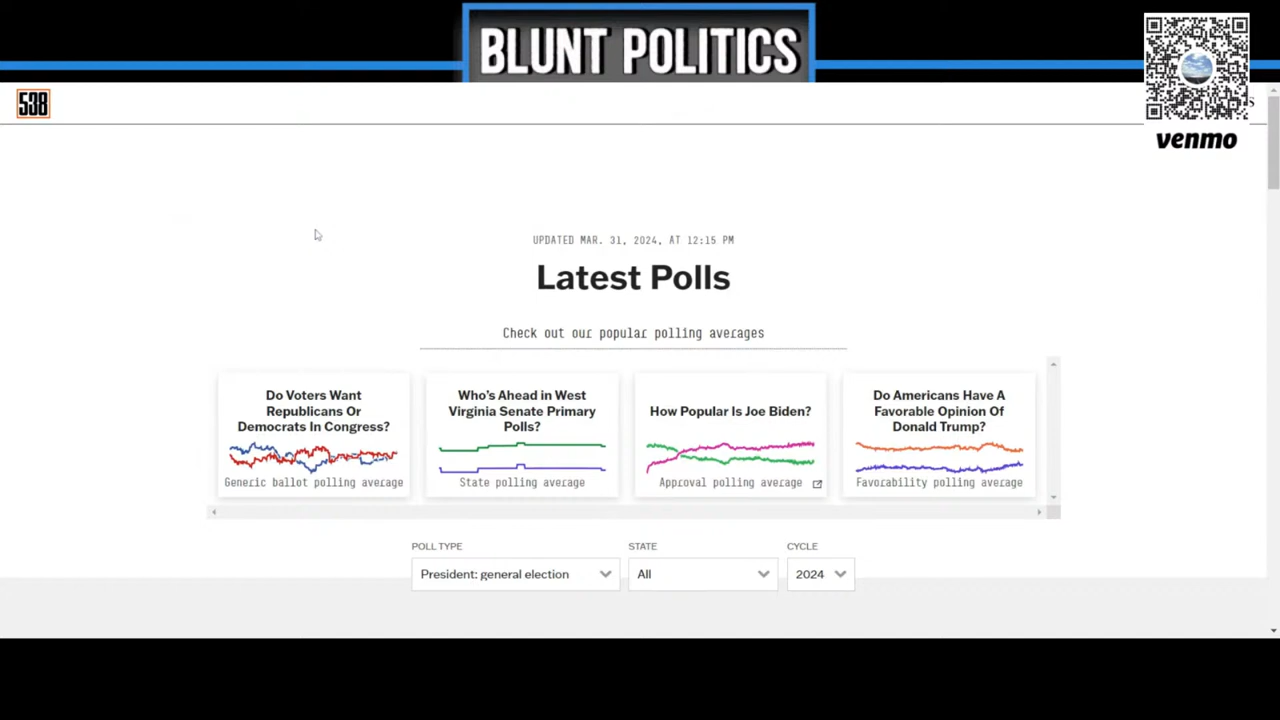 BLUNT POLITICS
538
S
venmo
UPDATED MAR. 31, 2024, AT 12:15 PM
Latest Polls
Check out our popular polling averages
Do Voters Want
Republicans Or
Democrats In Congress?
Generic ballot polling average
Who's Ahead in West
Virginia Senate Primary
Polls?
State polling average
How Popular Is Joe Biden?
Approval polling average
Do Americans Have A
Favorable Opinion Of
Donald Trump?
Favorability polling average
POLL TYPE
STATE
CYCLE
President: general election
All
2024